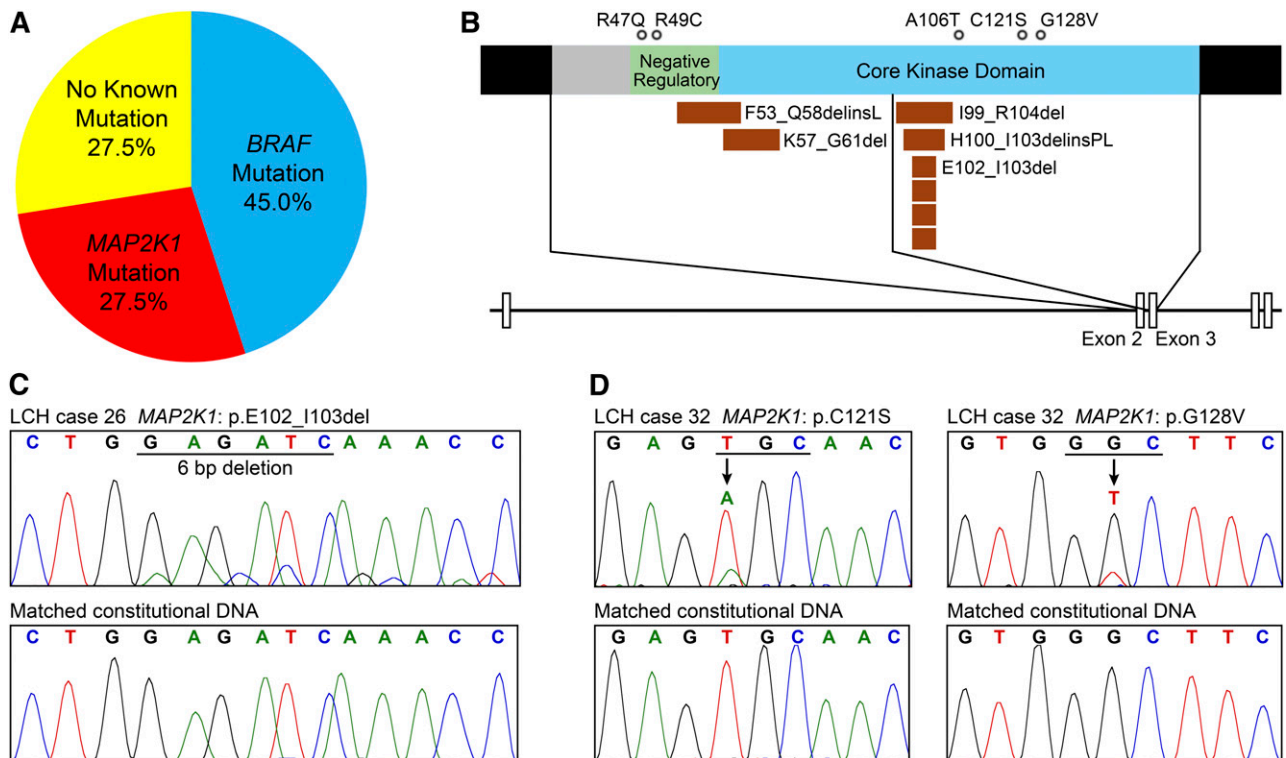 A
No Known
Mutation
27.5%
BRAF
Mutation
45.0%
MAP2K1
Mutation
27.5%
B
R47Q R49C A106T C121S G128V
Negative
Regulatory
Core Kinase Domain
F53_Q58delinsL I99_R104del
K57_G61del H100_I103delinsPL
E102_I103del
Exon 2 Exon 3
C
LCH case 26 MAP2K1: p.E102_I103del
C T G G A G A T C A A A C C
6 bp deletion
Matched constitutional DNA
C T G G A G A T C A A A C C
D
LCH case 32 MAP2K1: p.C121S
G A G T G C A A C
A
Matched constitutional DNA
G A G T G C A A C
LCH case 32 MAP2K1: p.G128V
G T G G G C T T C
T
Matched constitutional DNA
G T G G G C T T C